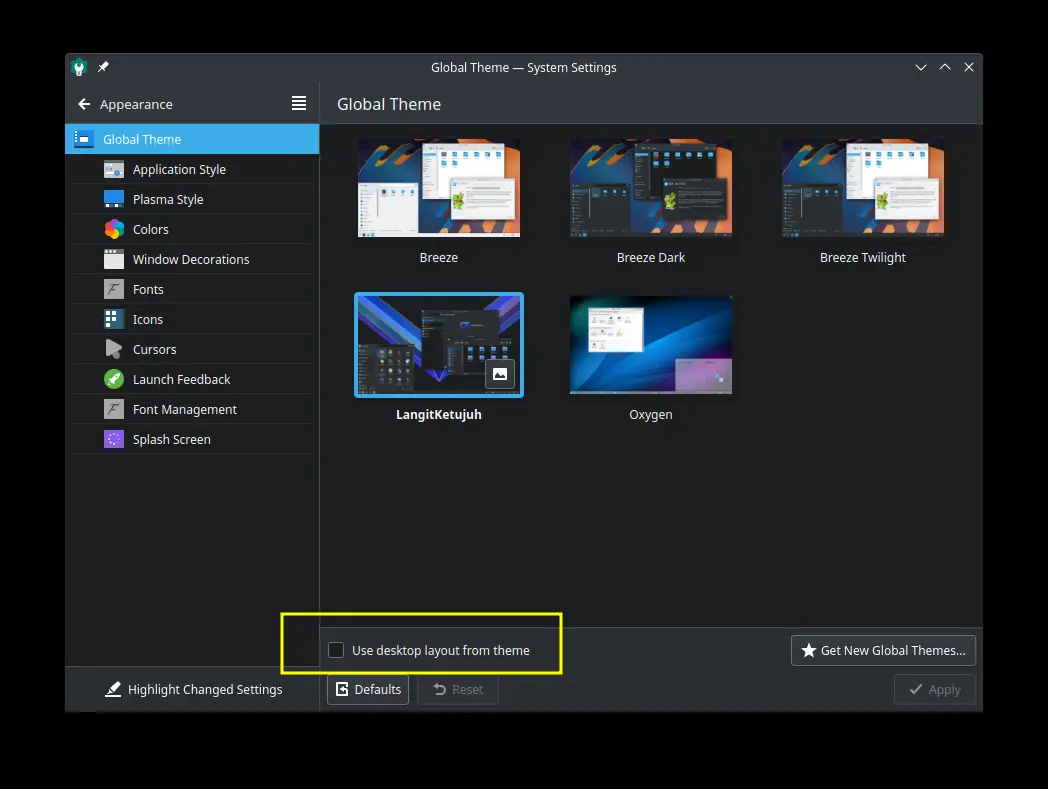 Global Theme — System Settings
Appearance
Global Theme
Global Theme
Application Style
Plasma Style
Colors
Window Decorations
Fonts
Icons
Cursors
Launch Feedback
Font Management
Splash Screen
Highlight Changed Settings
Breeze
Breeze Dark
Breeze Twilight
LangitKetujuh
Oxygen
Use desktop layout from theme
Get New Global Themes...
Defaults
Reset
Apply